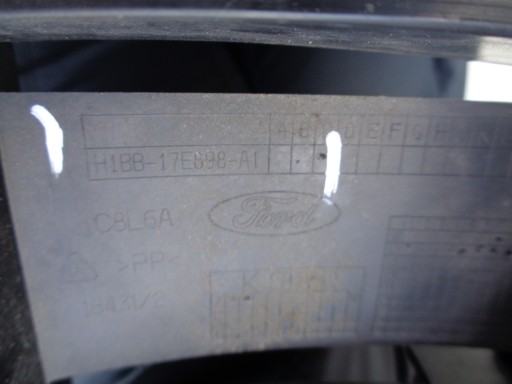 A B C D E F G H J K
H1BB-17E898-A1
C8L6A
Ford
>PP<